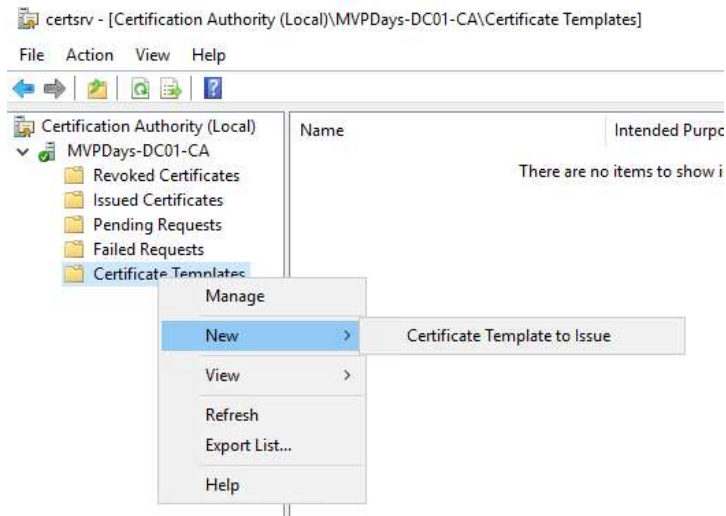 certsrv - [Certification Authority (Local)\MVPDays-DC01-CA\Certificate Templates]
File Action View Help
Certification Authority (Local)
MVPDays-DC01-CA
Revoked Certificates
Issued Certificates
Pending Requests
Failed Requests
Certificate Templates
Name Intended Purpo
There are no items to show i
Manage
New
Certificate Template to Issue
View
Refresh
Export List...
Help